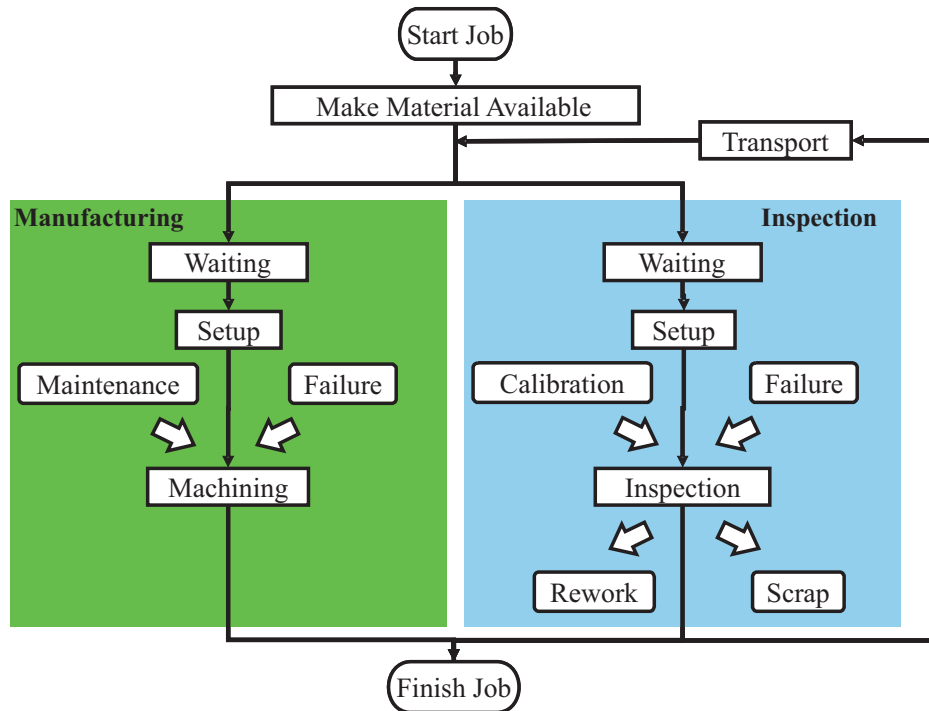 Start Job
Make Material Available
Transport
Manufacturing
Inspection
Waiting
Waiting
Setup
Setup
Maintenance
Failure
Calibration
Failure
Machining
Inspection
Rework
Scrap
Finish Job